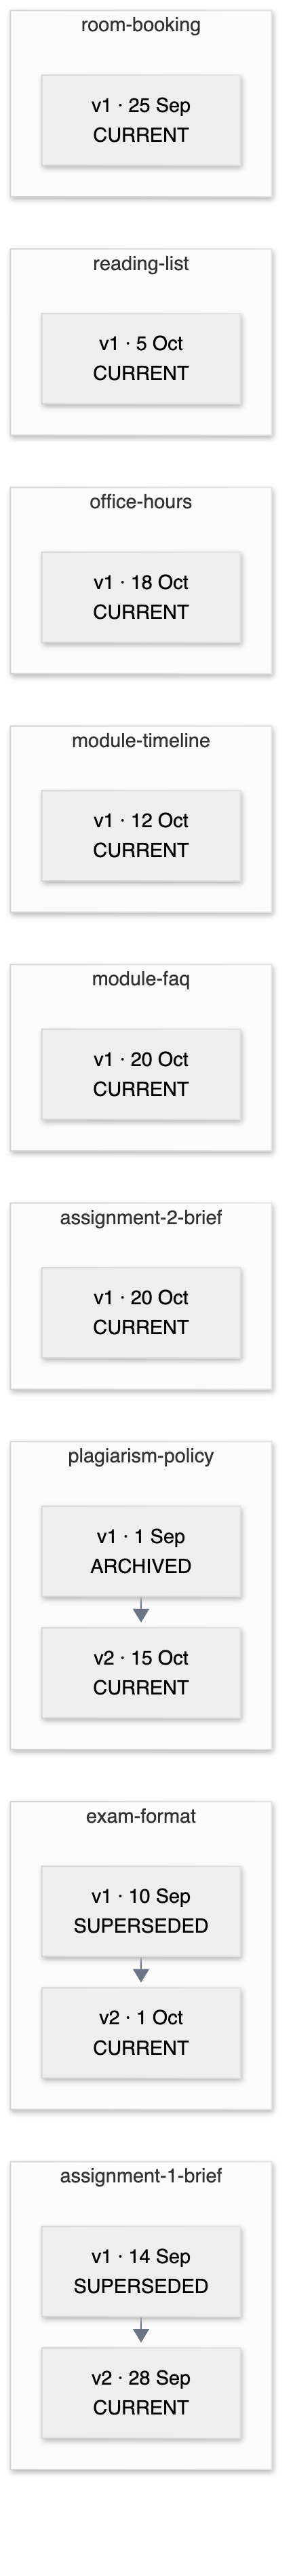 room-booking
v1 · 25 Sep
CURRENT
reading-list
v1 · 5 Oct
CURRENT
office-hours
v1 · 18 Oct
CURRENT
module-timeline
v1 · 12 Oct
CURRENT
module-faq
v1 · 20 Oct
CURRENT
assignment-2-brief
v1 · 20 Oct
CURRENT
plagiarism-policy
v1 · 1 Sep
ARCHIVED
v2 · 15 Oct
CURRENT
exam-format
v1 · 10 Sep
SUPERSEDED
v2 · 1 Oct
CURRENT
assignment-1-brief
v1 · 14 Sep
SUPERSEDED
v2 · 28 Sep
CURRENT